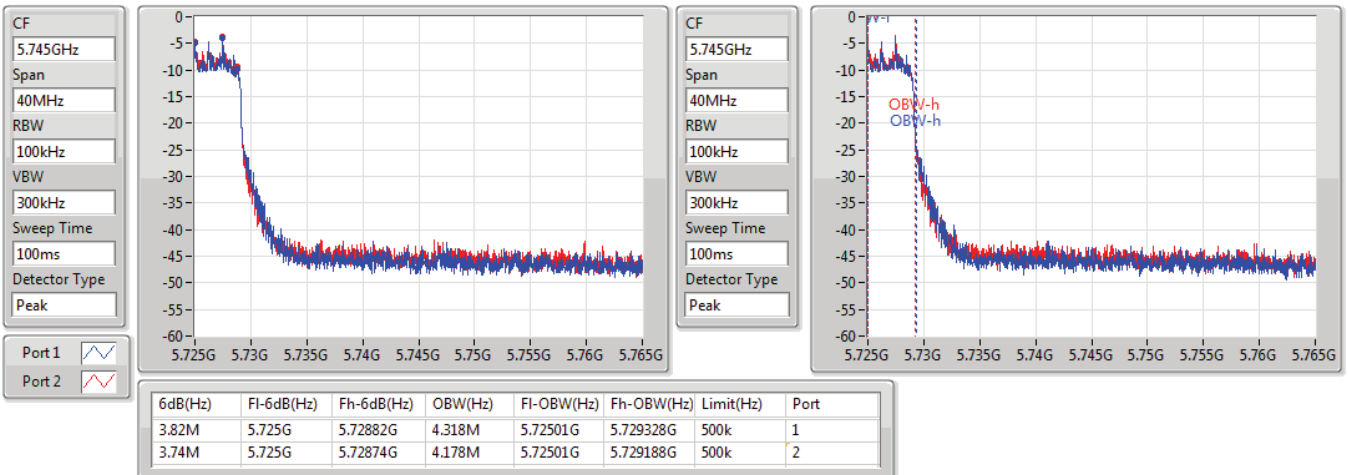 CF
5.745GHz
Span
40MHz
RBW
100kHz
VBW
300kHz
Sweep Time
100ms
Detector Type
Peak
Port 1
Port 2
0
-5
-10
-15
-20
-25
-30
-35
-40
-45
-50
-55
-60
5.725G 5.73G 5.735G 5.74G 5.745G 5.75G 5.755G 5.76G 5.765G
CF
5.745GHz
Span
40MHz
RBW
100kHz
VBW
300kHz
Sweep Time
100ms
Detector Type
Peak
0
-5
-10
-15
-20
-25
-30
-35
-40
-45
-50
-55
-60
OBW-h
OBW-h
5.725G 5.73G 5.735G 5.74G 5.745G 5.75G 5.755G 5.76G 5.765G
6dB(Hz) Fl-6dB(Hz) Fh-6dB(Hz) OBW(Hz) Fl-OBW(Hz) Fh-OBW(Hz) Limit(Hz) Port
3.82M 5.725G 5.72882G 4.318M 5.72501G 5.729328G 500k 1
3.74M 5.725G 5.72874G 4.178M 5.72501G 5.729188G 500k 2